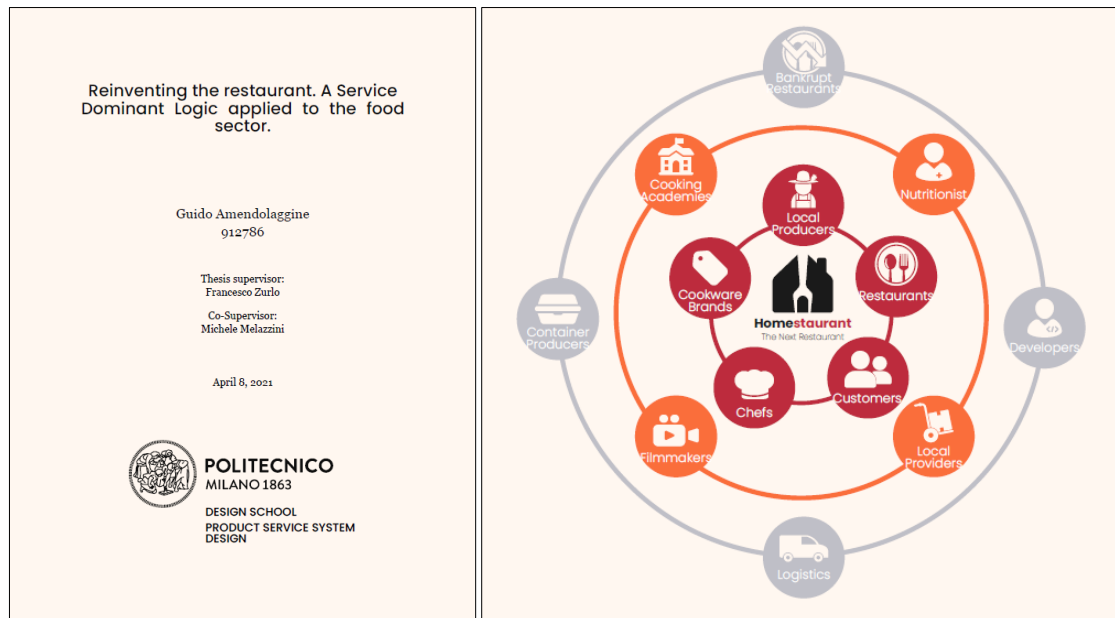 Reinventing the restaurant. A Service
Dominant Logic applied to the food
sector.
Guido Amendolaggine
912786
Thesis supervisor:
Francesco Zurlo
Co-Supervisor:
Michele Melazzini
April 8, 2021
POLITECNICO
MILANO 1863
DESIGN SCHOOL
PRODUCT SERVICE SYSTEM
DESIGN
Bankrupt
Restaurants
Cooking
Academies
Nutritionist
Local
Producers
Cookware
Brands
Restaurants
Homestaurant
The Next Restaurant
Container
Producers
Developers
Chefs
Customers
Filmmakers
Local
Providers
Logistics